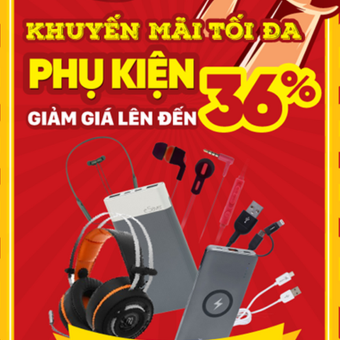 KHUYẾN MÃI TỐI ĐA
PHỤ KIỆN
GIẢM GIÁ LÊN ĐẾN 36%